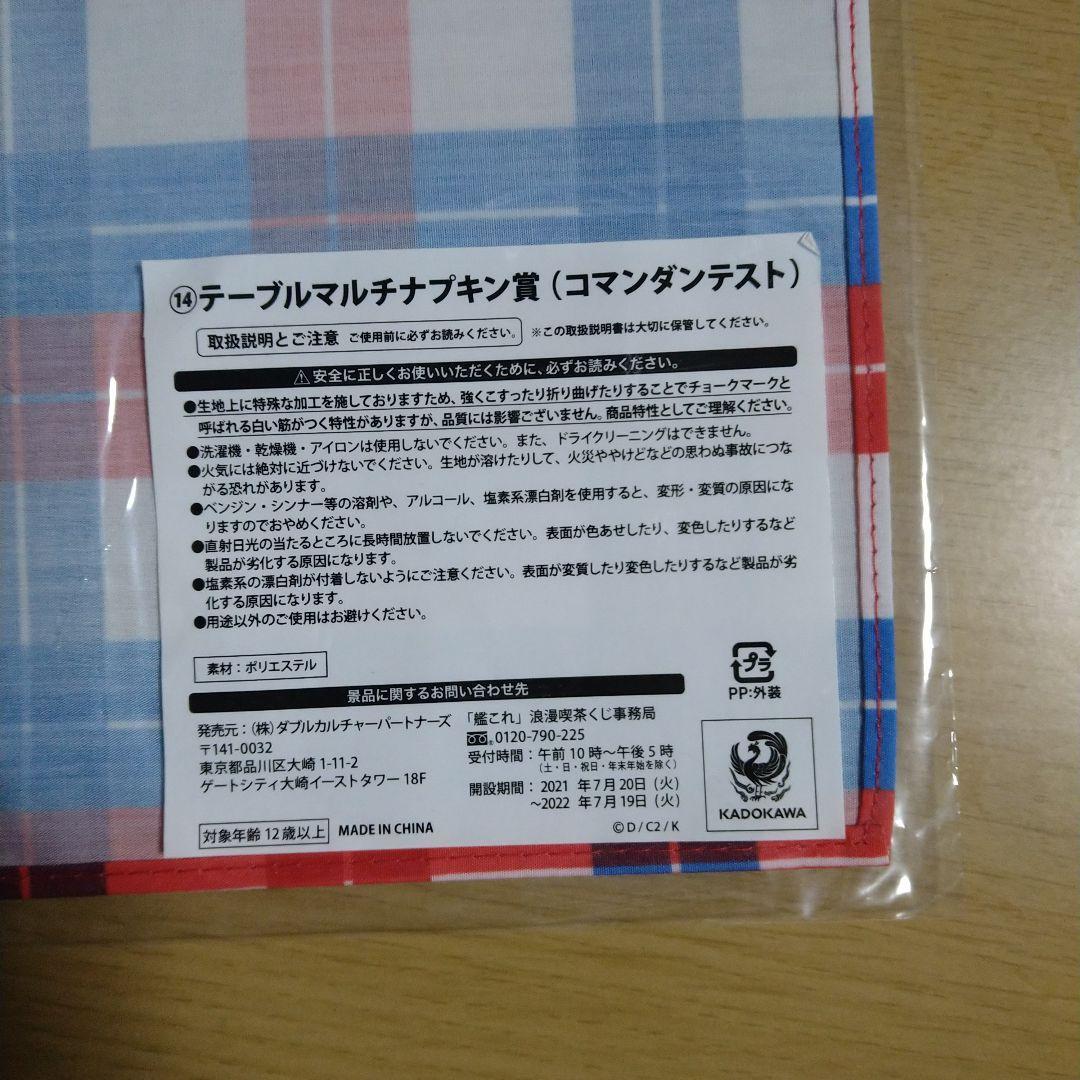 ⑭テーブルマルチナプキン賞（コマンダンテスト）
取扱説明とご注意 ご使用前に必ずお読みください。 ※この取扱説明書は大切に保管してください。
⚠安全に正しくお使いいただくために、必ずお読みください。
●生地上に特殊な加工を施しておりますため、強くこすったり折り曲げたりすることでチョークマークと
呼ばれる白い筋がつく特性がありますが、品質には影響ございません。商品特性としてご理解ください。
●洗濯機・乾燥機・アイロンは使用しないでください。また、ドライクリーニングはできません。
●火気には絶対に近づけないでください。生地が溶けたりして、火災ややけどなどの思わぬ事故につな
がる恐れがあります。
●ベンジン・シンナー等の溶剤や、アルコール、塩素系漂白剤を使用すると、変形・変質の原因にな
りますのでおやめください。
●直射日光の当たるところに長時間放置しないでください。表面が色あせしたり、変色したりするなど
製品が劣化する原因になります。
●塩素系の漂白剤が付着しないようにご注意ください。表面が変質したり変色したりするなど製品が劣
化する原因になります。
●用途以外のご使用はお避けください。
素材：ポリエステル
プラ
PP：外装
景品に関するお問い合わせ先
発売元：（株）ダブルカルチャーパートナーズ
〒141-0032
東京都品川区大崎 1-11-2
ゲートシティ大崎イーストタワー 18F
「艦これ」浪漫喫茶くじ事務局
0120-790-225
受付時間：午前 10 時～午後 5 時
（土・日・祝日・年末年始を除く）
開設期間：2021 年 7 月 20 日（火）
～2022 年 7 月 19 日（火）
KADOKAWA
対象年齢 12 歳以上 MADE IN CHINA
©D / C2 / K